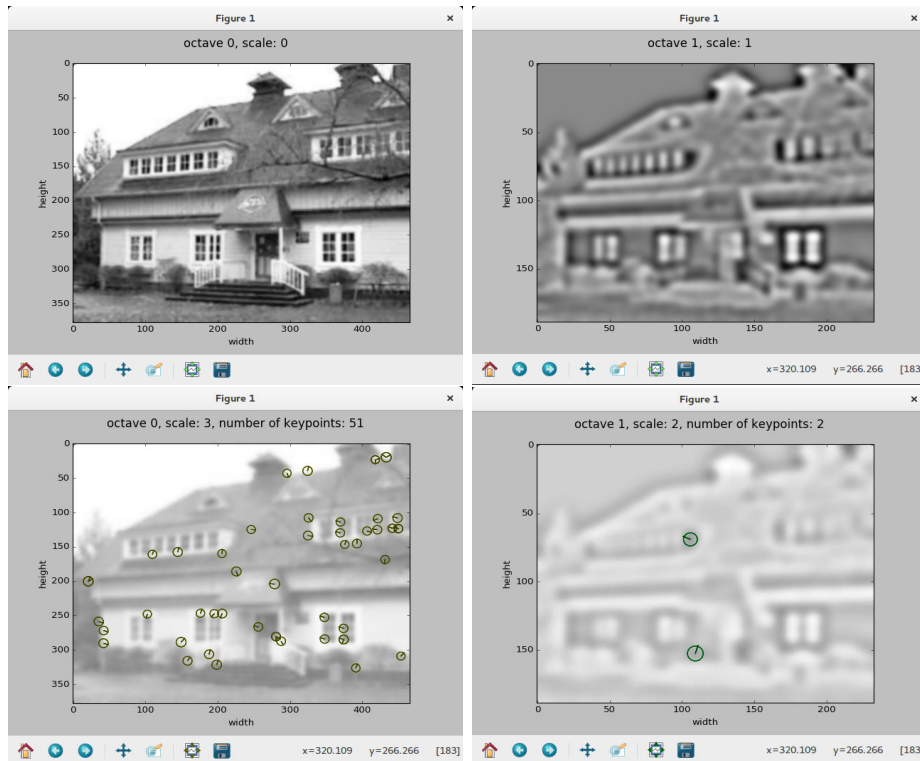 Figure 1 ×
octave 0, scale: 0
0
50
100
150
200
250
300
350
height
0 100 200 300 400
width
Figure 1 ×
octave 1, scale: 1
0
50
100
150
height
0 50 100 150 200
width
x=320.109 y=266.266 [183
Figure 1 ×
octave 0, scale: 3, number of keypoints: 51
0
50
100
150
200
250
300
350
height
0 100 200 300 400
width
x=320.109 y=266.266 [183]
Figure 1 ×
octave 1, scale: 2, number of keypoints: 2
0
50
100
150
height
0 50 100 150 200
width
x=320.109 y=266.266 [183